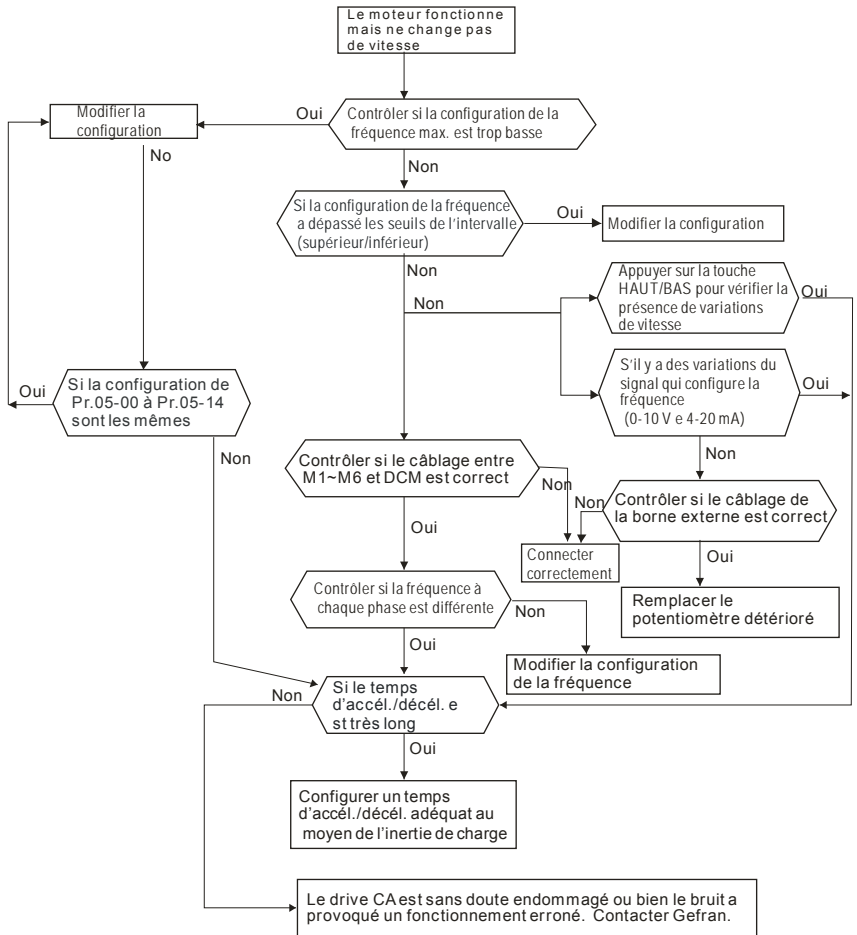 Le moteur fonctionne
mais ne change pas
de vitesse
Modifier la
configuration
Oui
Contrôler si la configuration de la
fréquence max. est trop basse
No
Non
Si la configuration de la fréquence
a dépassé les seuils de l'intervalle
(supérieur/inférieur)
Oui
Modifier la configuration
Non
Non
Appuyer sur la touche
HAUT/BAS pour vérifier la
présence de variations
de vitesse
Oui
Oui
Si la configuration de
Pr.05-00 à Pr.05-14
sont les mêmes
S'il y a des variations du
signal qui configure la
fréquence
(0-10 V e 4-20 mA)
Oui
Non
Non
Contrôler si le câblage entre
M1~M6 et DCM est correct
Non
Non
Contrôler si le câblage de
la borne externe est correct
Oui
Connecter
correctement
Oui
Contrôler si la fréquence à
chaque phase est différente
Non
Remplacer le
potentiomètre détérioré
Oui
Modifier la configuration
de la fréquence
Non
Si le temps
d'accél./décél. e
st très long
Oui
Configurer un temps
d'accél./décél. adéquat au
moyen de l'inertie de charge
Le drive CA est sans doute endommagé ou bien le bruit a
provoqué un fonctionnement erroné. Contacter Gefran.